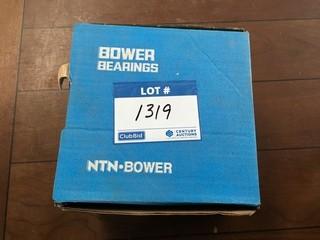 BOWER
BEARINGS
LOT #
1319
ClubBid
CENTURY
AUCTIONS
NTN•BOWER